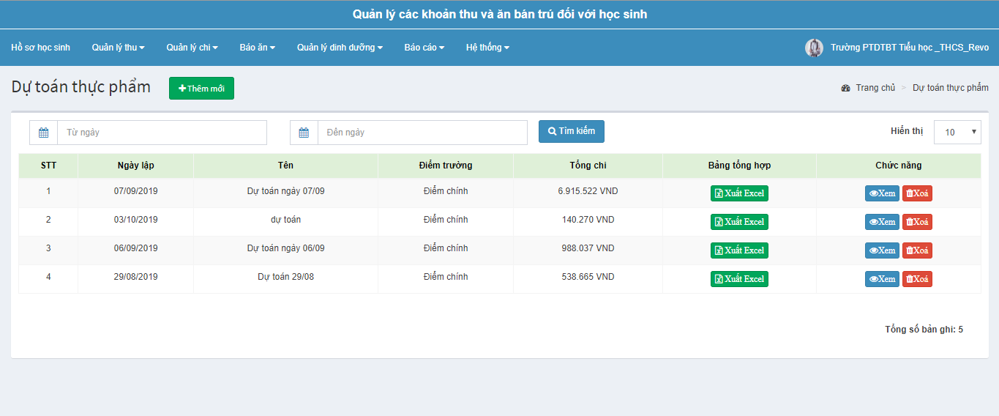 Quản lý các khoản thu và ăn bán trú đối với học sinh
Hồ sơ học sinh Quản lý thu Quản lý chi Báo ăn Quản lý dinh dưỡng Báo cáo Hệ thống Trường PTDTBT Tiểu học _THCS_Revo
Dự toán thực phẩm Thêm mới Trang chủ > Dự toán thực phẩm
Từ ngày Đến ngày Tìm kiếm Hiển thị 10
STT Ngày lập Tên Điểm trường Tổng chi Bảng tổng hợp Chức năng
1 07/09/2019 Dự toán ngày 07/09 Điểm chính 6.915.522 VND Xuất Excel Xem Xoá
2 03/10/2019 dự toán Điểm chính 140.270 VND Xuất Excel Xem Xoá
3 06/09/2019 Dự toán ngày 06/09 Điểm chính 988.037 VND Xuất Excel Xem Xoá
4 29/08/2019 Dự toán 29/08 Điểm chính 538.665 VND Xuất Excel Xem Xoá
Tổng số bản ghi: 5